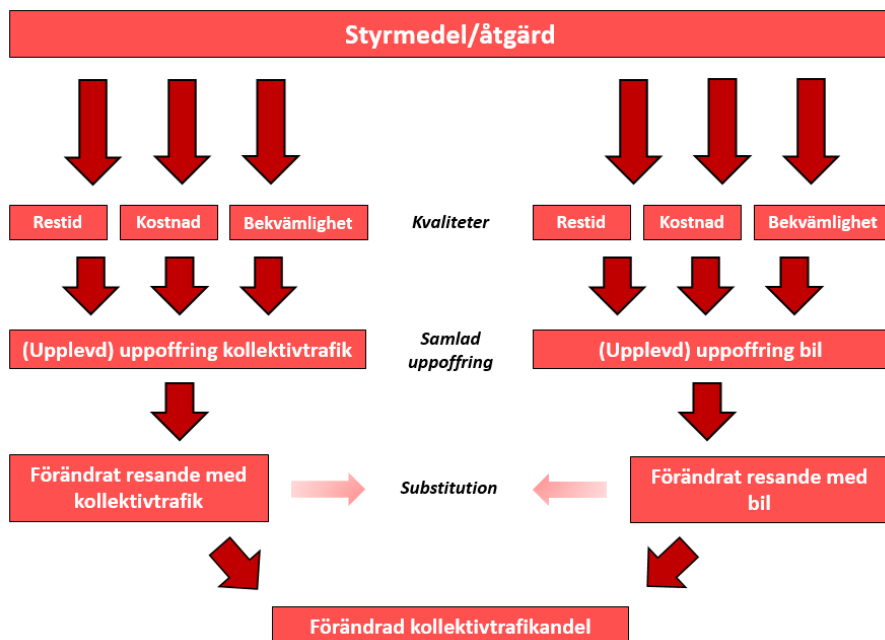 Styrmedel/åtgärd
Restid
Kostnad
Bekvämlighet
Kvaliteter
Restid
Kostnad
Bekvämlighet
(Upplevd) uppoffring kollektivtrafik
Samlad
uppoffring
(Upplevd) uppoffring bil
Förändrat resande med
kollektivtrafik
Substitution
Förändrat resande med
bil
Förändrad kollektivtrafikandel